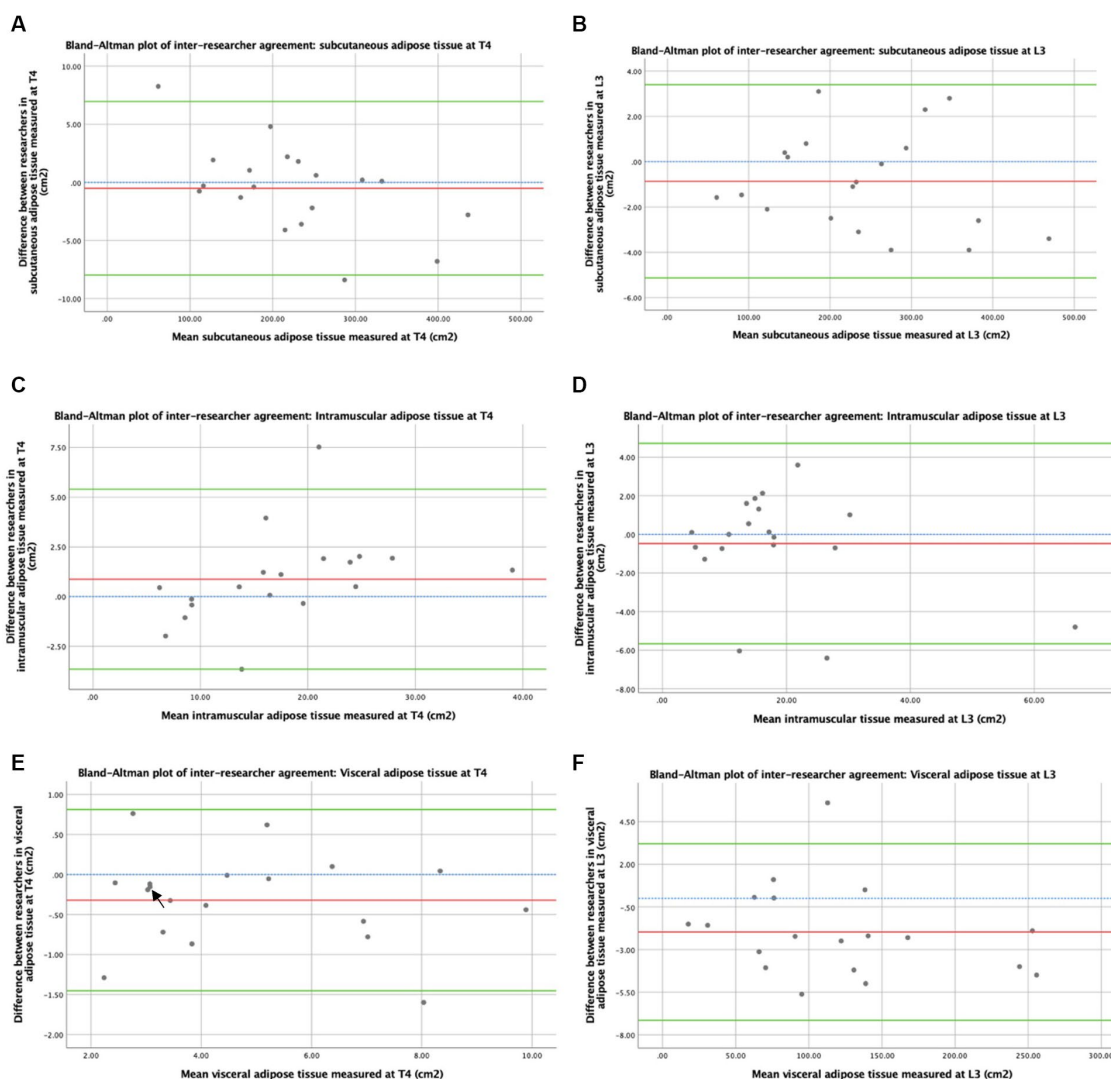 A
Bland-Altman plot of inter-researcher agreement: subcutaneous adipose tissue at T4
Difference between researchers in
subcutaneous adipose tissue measured at T4
(cm2)
10.00
5.00
.00
-5.00
-10.00
.00 100.00 200.00 300.00 400.00 500.00
Mean subcutaneous adipose tissue measured at T4 (cm2)
B
Bland-Altman plot of inter-researcher agreement: subcutaneous adipose tissue at L3
Difference between researchers in
subcutaneous adipose tissue measured at L3
(cm2)
4.00
2.00
.00
-2.00
-4.00
-6.00
.00 100.00 200.00 300.00 400.00 500.00
Mean subcutaneous adipose tissue measured at L3 (cm2)
C
Bland-Altman plot of inter-researcher agreement: Intramuscular adipose tissue at T4
Difference between researchers in
intramuscular adipose tissue measured at T4
(cm2)
7.50
5.00
2.50
.00
-2.50
.00 10.00 20.00 30.00 40.00
Mean intramuscular adipose tissue measured at T4 (cm2)
D
Bland-Altman plot of inter-researcher agreement: Intramuscular adipose tissue at L3
Difference between researchers in
intramuscular adipose tissue measured at L3
(cm2)
4.00
2.00
.00
-2.00
-4.00
-6.00
-8.00
.00 20.00 40.00 60.00
Mean intramuscular tissue measured at L3 (cm2)
E
Bland-Altman plot of inter-researcher agreement: Visceral adipose tissue at T4
Difference between researchers in visceral
adipose tissue measured at T4 (cm2)
1.00
.50
.00
-.50
-1.00
-1.50
-2.00
2.00 4.00 6.00 8.00 10.00
Mean visceral adipose tissue measured at T4 (cm2)
F
Bland-Altman plot of inter-researcher agreement: Visceral adipose tissue at L3
Difference between researchers in visceral
adipose tissue measured at L3 (cm2)
4.50
2.00
-.50
-3.00
-5.50
-8.00
.00 50.00 100.00 150.00 200.00 250.00 300.00
Mean visceral adipose tissue measured at L3 (cm2)